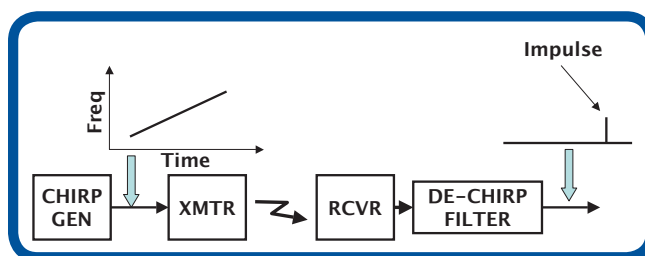 Impulse
Freq
Time
CHIRP
GEN
XMTR
RCVR
DE-CHIRP
FILTER